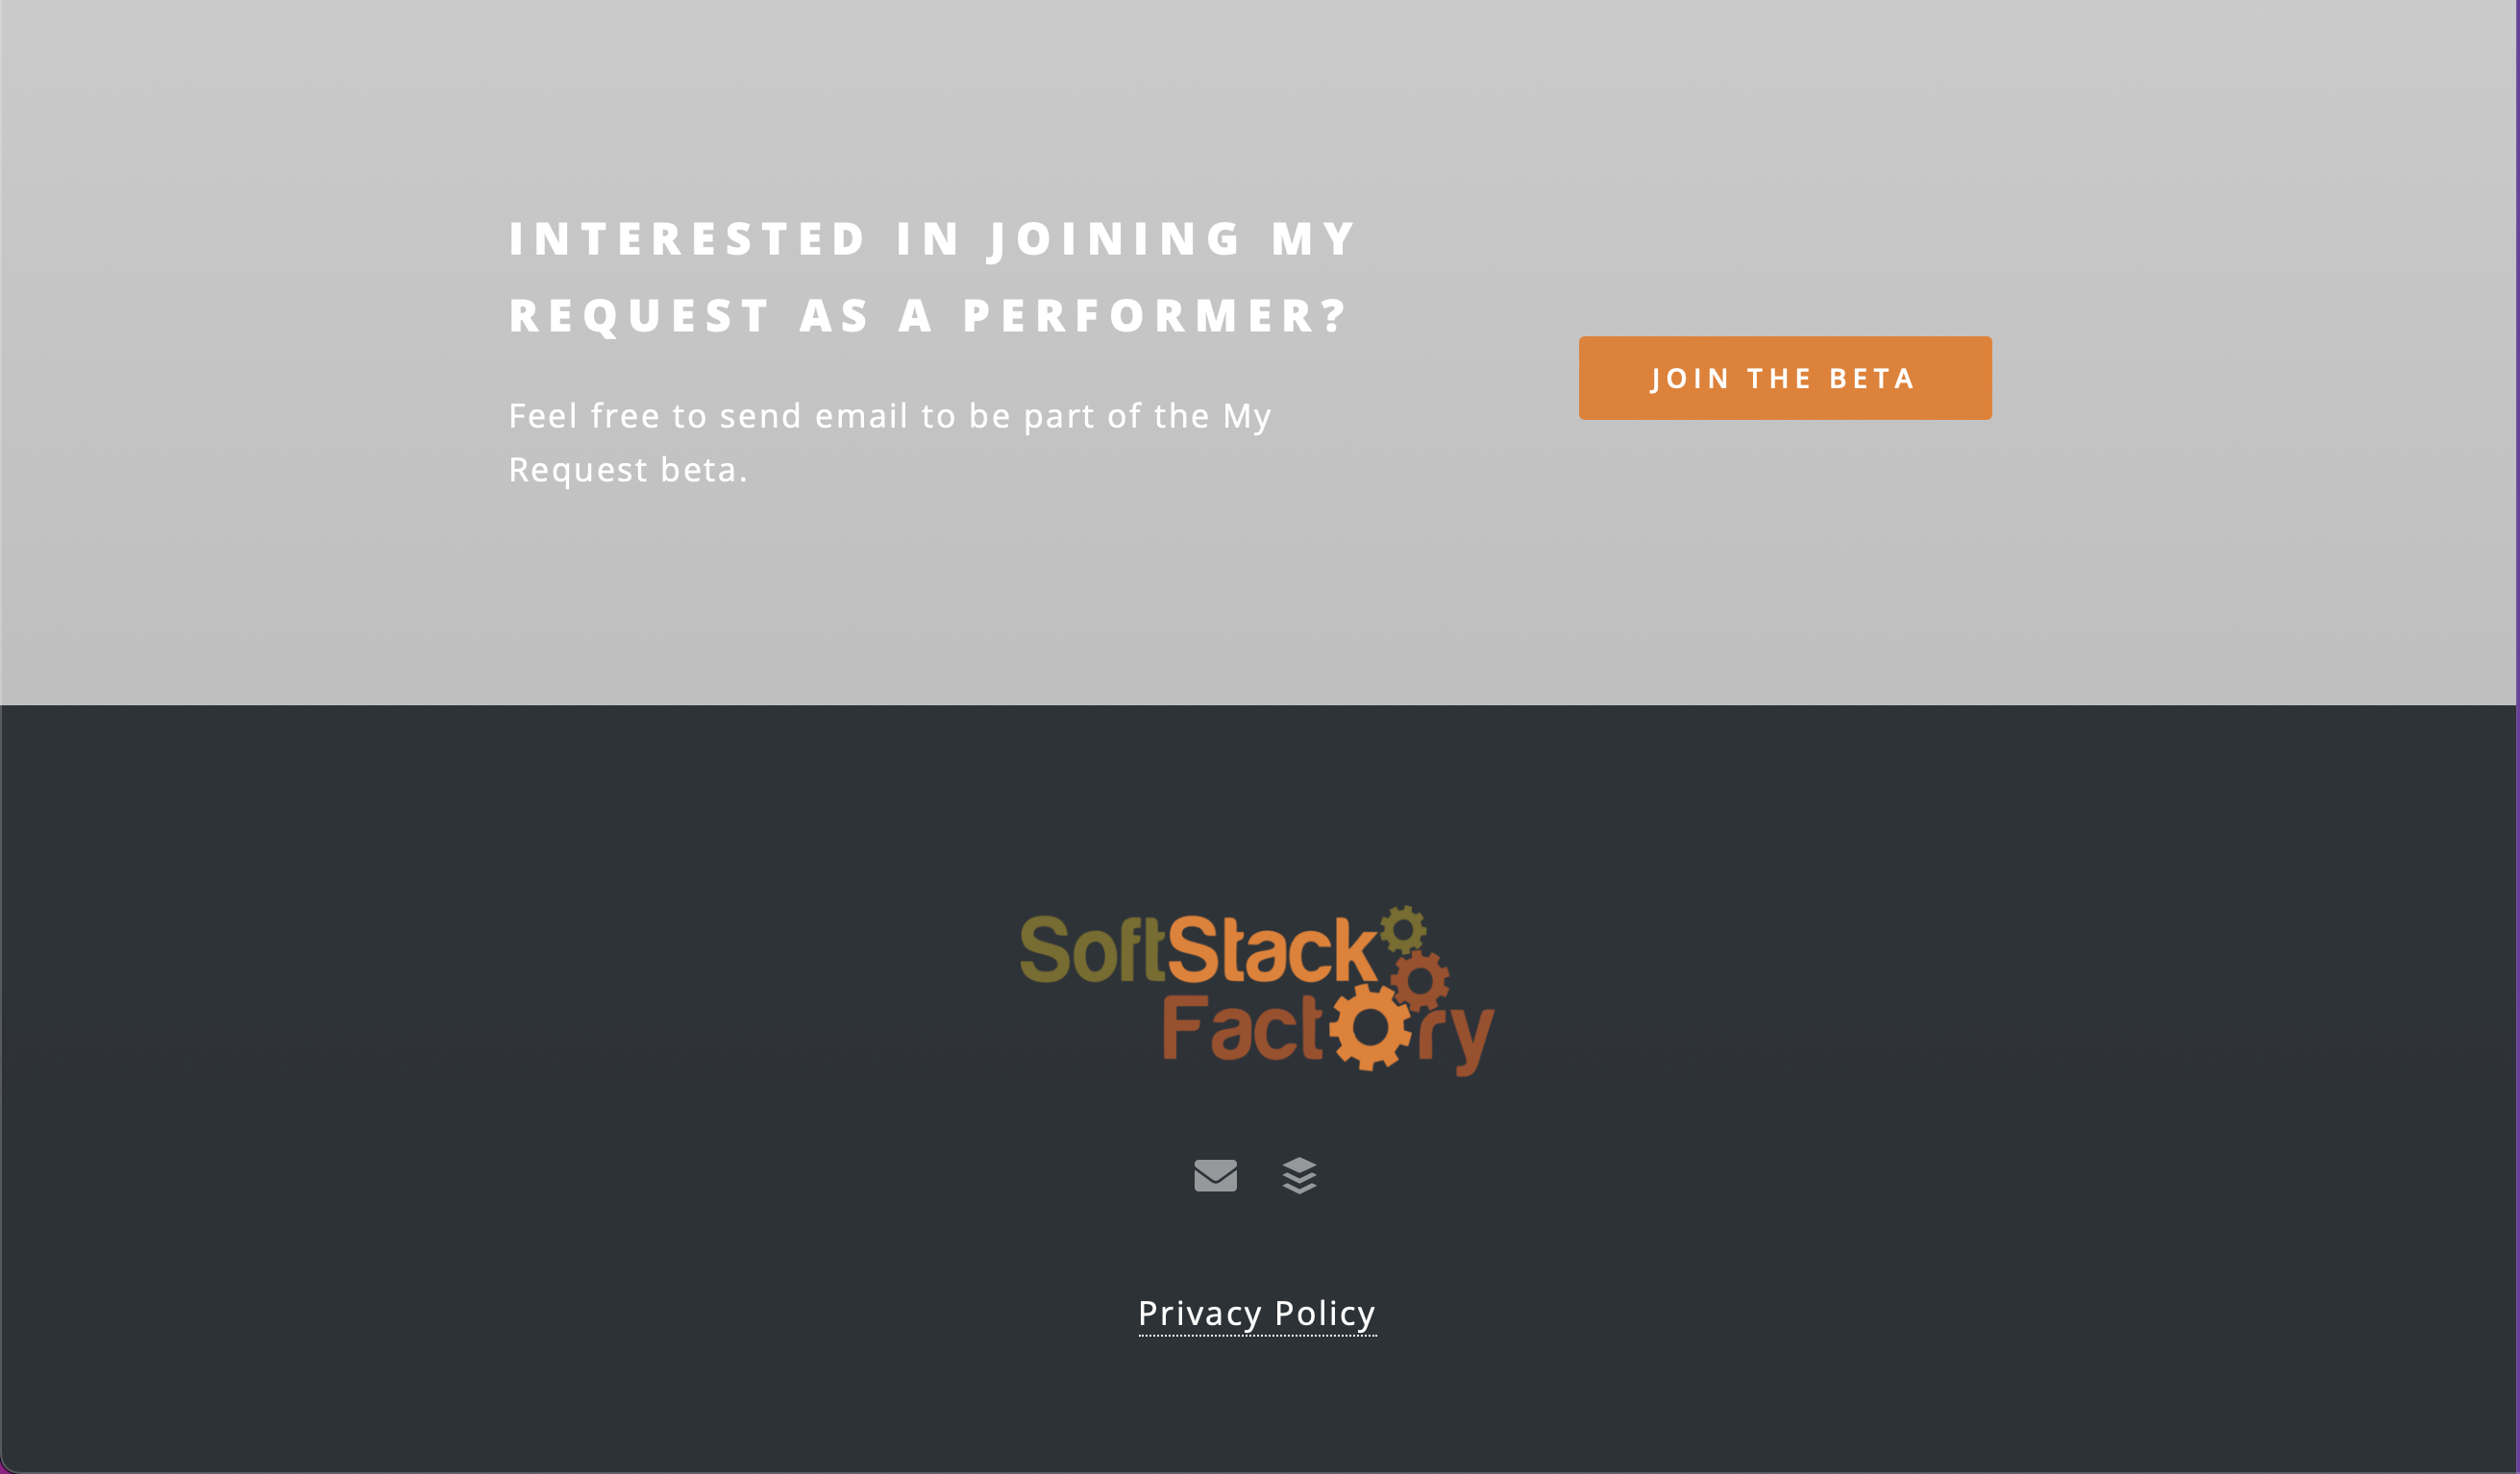 INTERESTED IN JOINING MY
REQUEST AS A PERFORMER?
Feel free to send email to be part of the My
Request beta.
JOIN THE BETA
SoftStack
Factory
Privacy Policy